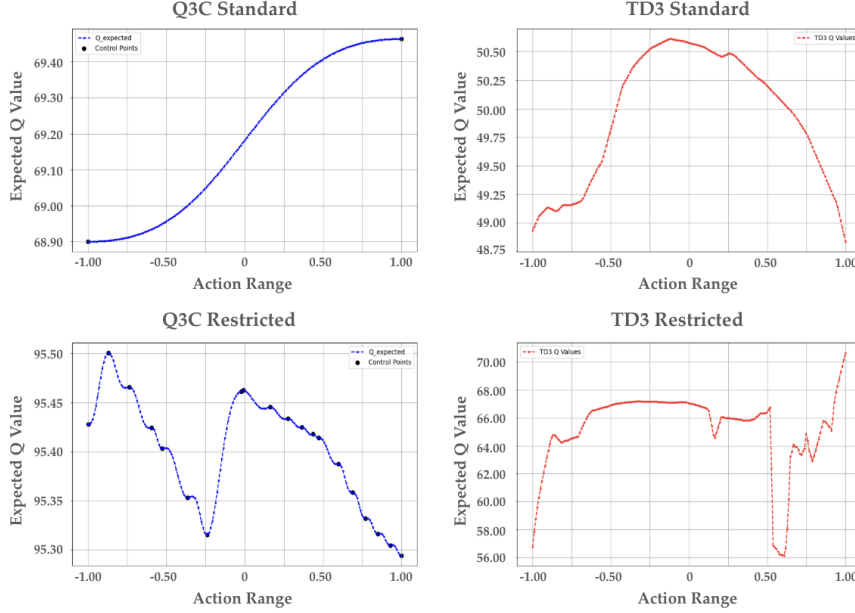 Q3C Standard
Q_expected
Control Points
69.40
69.30
69.20
69.10
69.00
68.90
Expected Q Value
-1.00
-0.50
0
0.50
1.00
Action Range
TD3 Standard
TD3 Q Values
50.50
50.25
50.00
49.75
49.50
49.25
49.00
48.75
Expected Q Value
-1.00
-0.50
0
0.50
1.00
Action Range
Q3C Restricted
Q_expected
Control Points
95.50
95.44
95.40
95.35
95.30
Expected Q Value
-1.00
-0.50
0
0.50
1.00
Action Range
TD3 Restricted
TD3 Q Values
70.00
68.00
66.00
64.00
62.00
60.00
58.00
56.00
Expected Q Value
-1.00
-0.50
0
0.50
1.00
Action Range